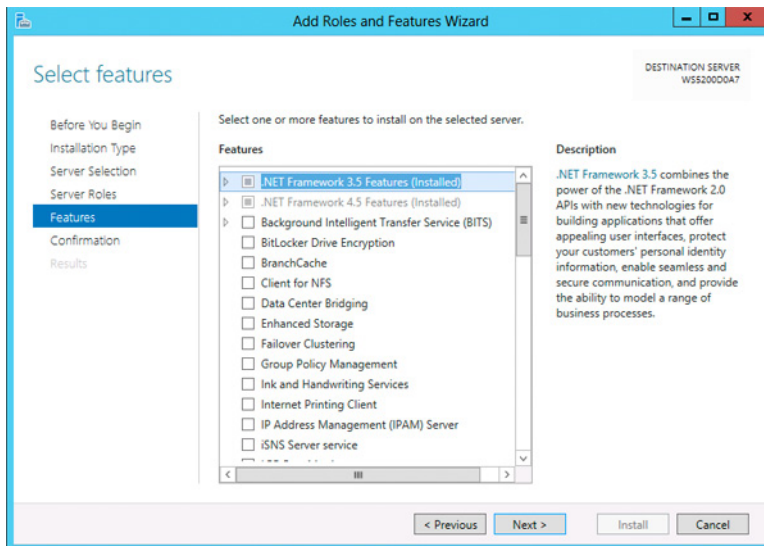 Add Roles and Features Wizard
Select features
DESTINATION SERVER
WS5200D0A7
Before You Begin
Installation Type
Server Selection
Server Roles
Features
Confirmation
Results
Select one or more features to install on the selected server.
Features
.NET Framework 3.5 Features (Installed)
.NET Framework 4.5 Features (Installed)
Background Intelligent Transfer Service (BITS)
BitLocker Drive Encryption
BranchCache
Client for NFS
Data Center Bridging
Enhanced Storage
Failover Clustering
Group Policy Management
Ink and Handwriting Services
Internet Printing Client
IP Address Management (IPAM) Server
iSNS Server service
Description
.NET Framework 3.5 combines the
power of the .NET Framework 2.0
APIs with new technologies for
building applications that offer
appealing user interfaces, protect
your customers' personal identity
information, enable seamless and
secure communication, and provide
the ability to model a range of
business processes.
< Previous
Next >
Install
Cancel